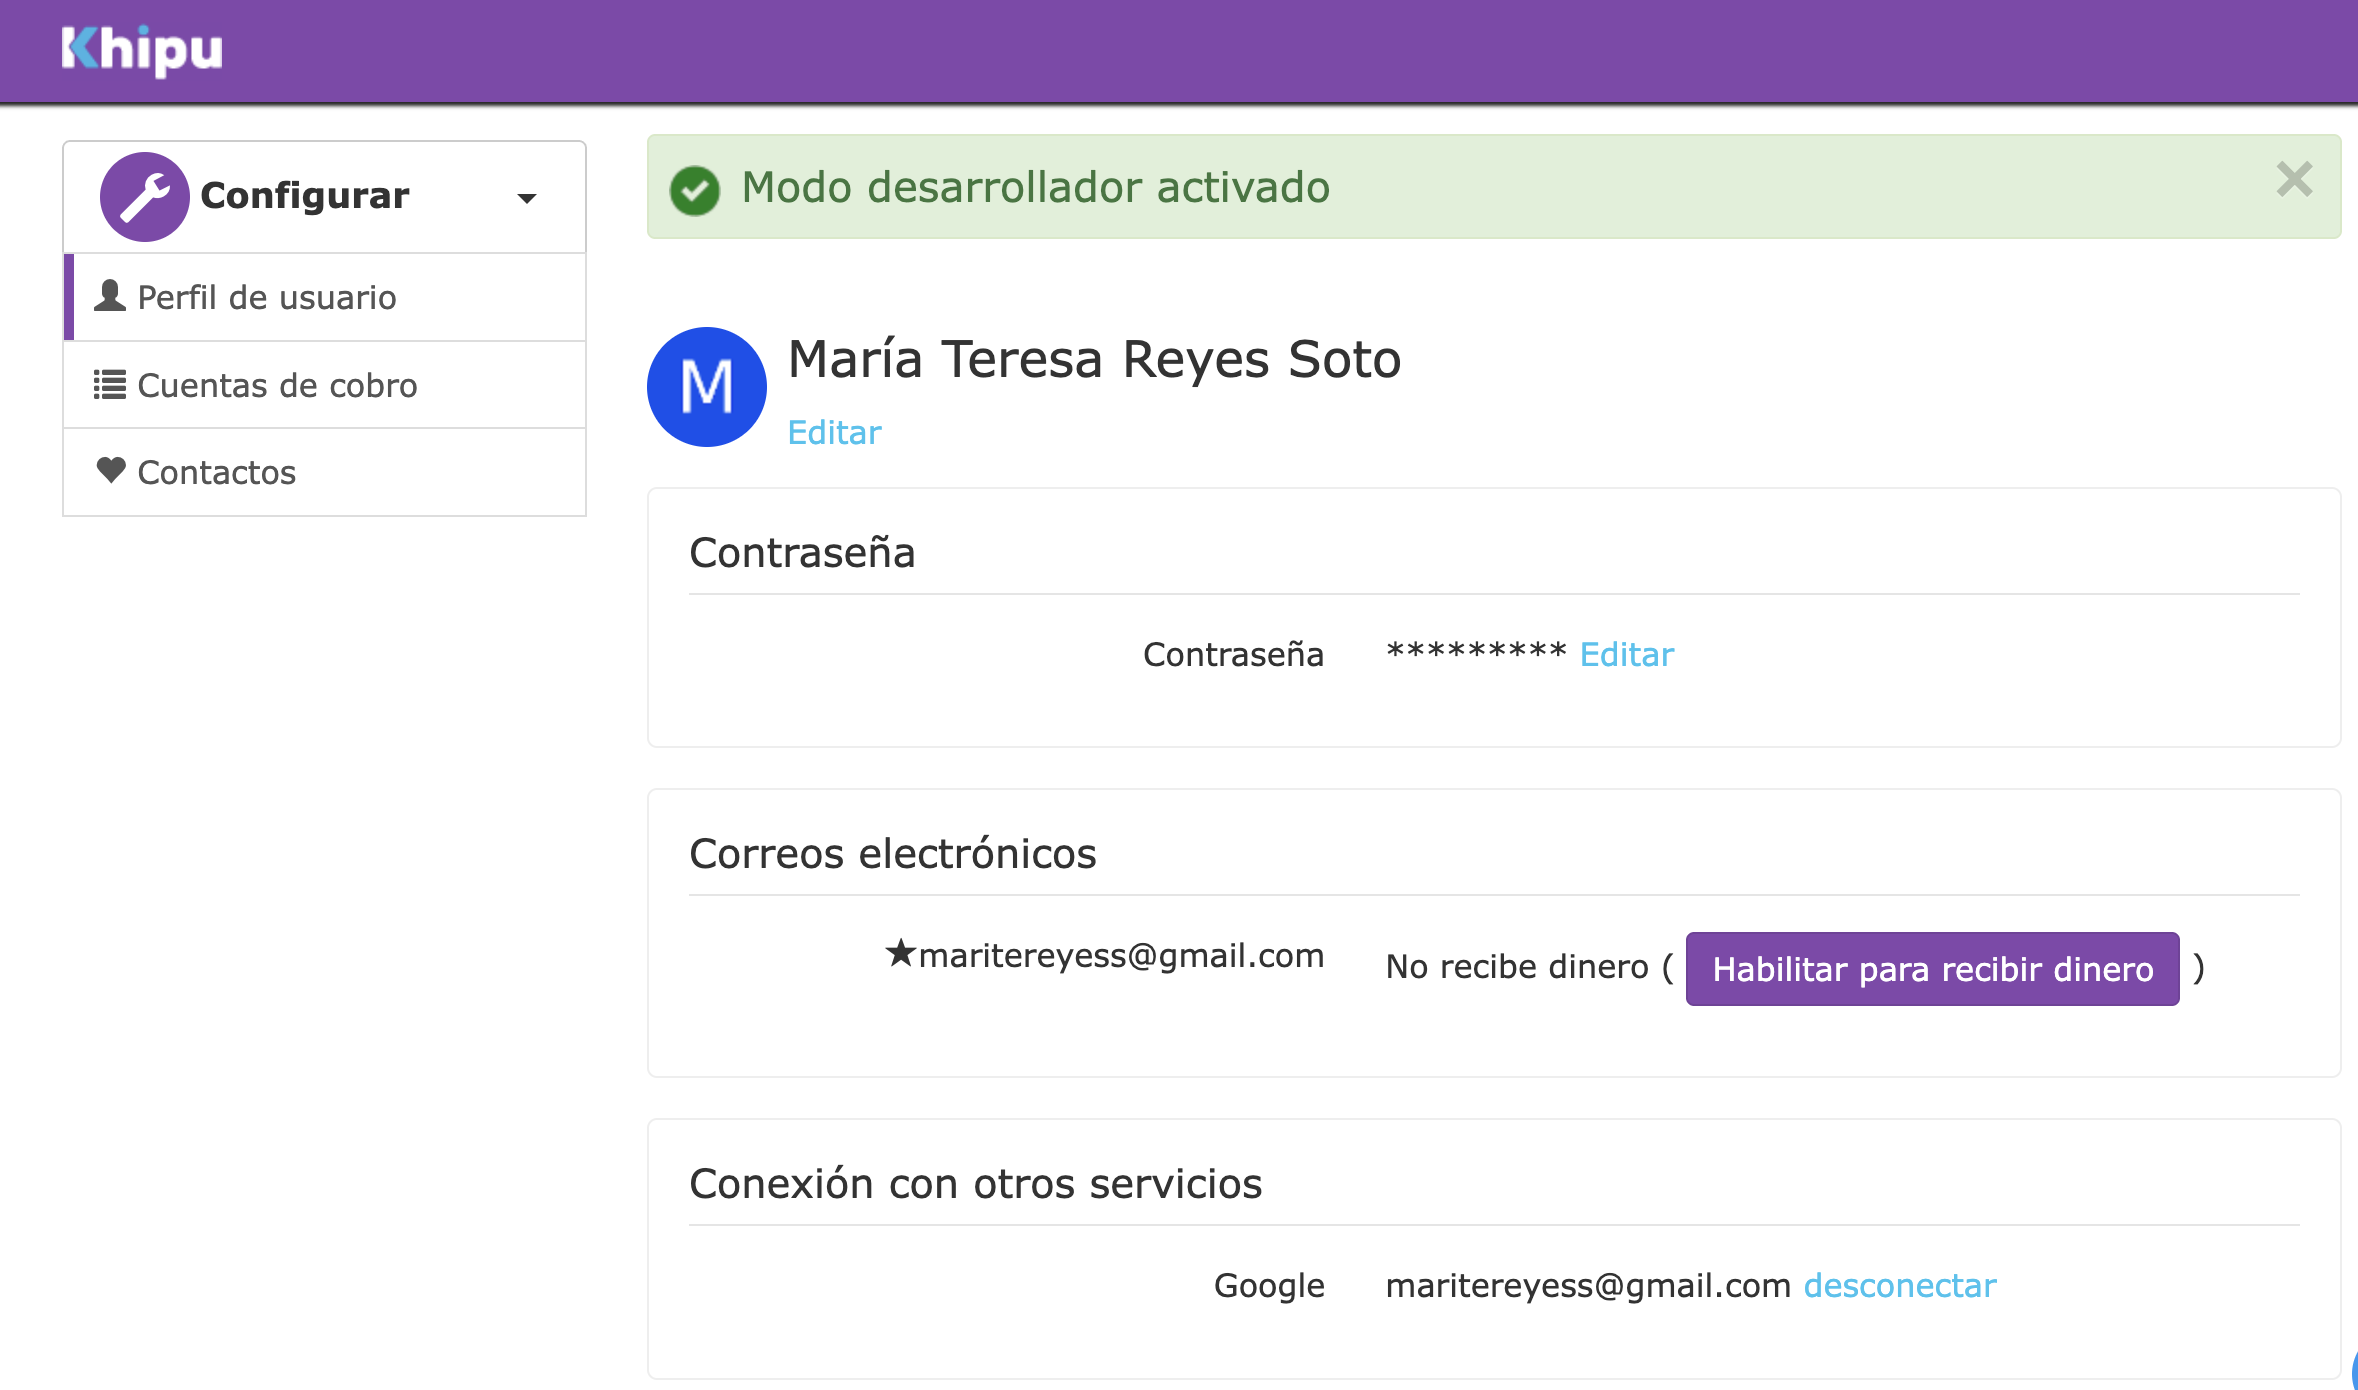 Khipu
Configurar
Perfil de usuario
Cuentas de cobro
Contactos
Modo desarrollador activado
M
María Teresa Reyes Soto
Editar
Contraseña
Contraseña ********* Editar
Correos electrónicos
★maritereyess@gmail.com No recibe dinero ( Habilitar para recibir dinero )
Conexión con otros servicios
Google maritereyess@gmail.com desconectar